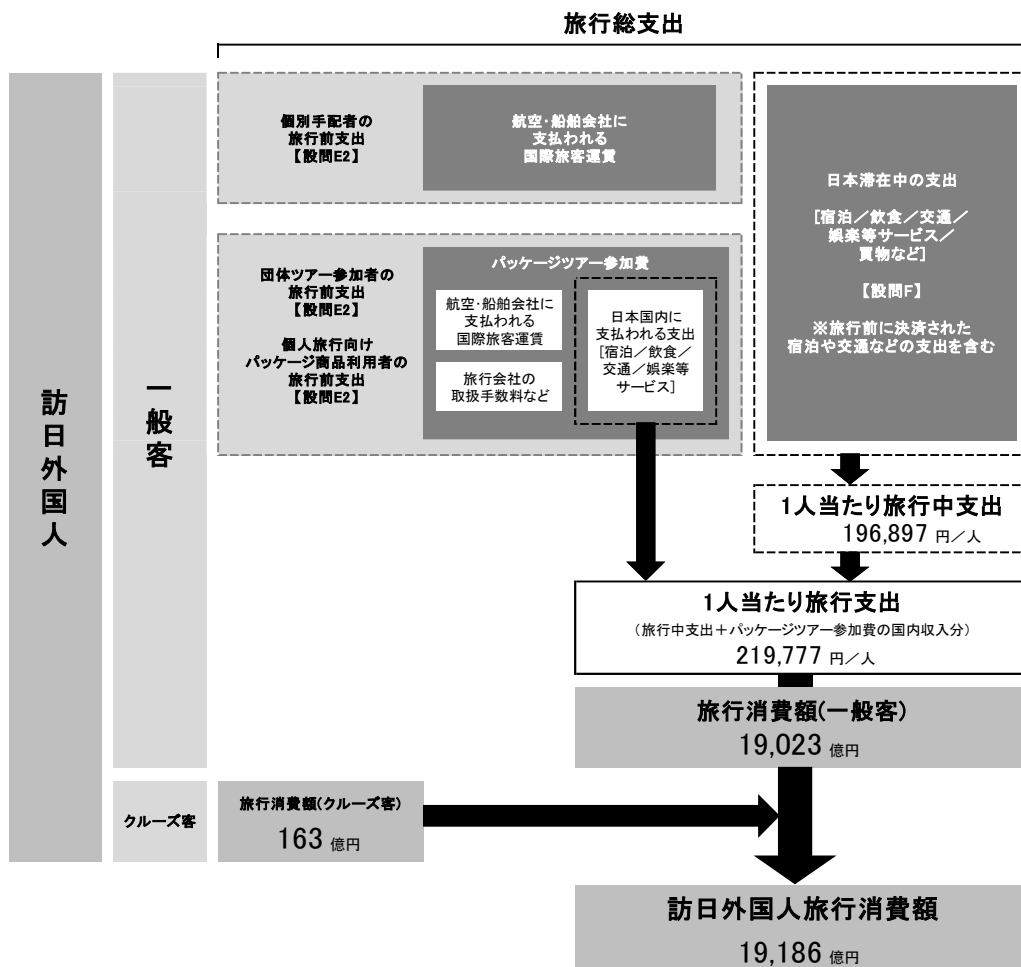 旅行総支出
訪日外国人
一般客
個別手配者の
旅行前支出
【設問E2】
航空・船舶会社に
支払われる
国際旅客運賃
日本滞在中の支出
[宿泊／飲食／交通／
娯楽等サービス／
買物など]
【設問F】
※旅行前に決済された
宿泊や交通などの支出を含む
団体ツアー参加者の
旅行前支出
【設問E2】
個人旅行向け
パッケージ商品利用者の
旅行前支出
【設問E2】
パッケージツアー参加費
航空・船舶会社に
支払われる
国際旅客運賃
旅行会社の
取扱手数料など
日本国内に
支払われる支出
[宿泊／飲食／
交通／娯楽等
サービス]
1人当たり旅行中支出
196,897 円／人
1人当たり旅行支出
（旅行中支出＋パッケージツアー参加費の国内収入分）
219,777 円／人
旅行消費額(一般客)
19,023 億円
クルーズ客
旅行消費額(クルーズ客)
163 億円
訪日外国人旅行消費額
19,186 億円